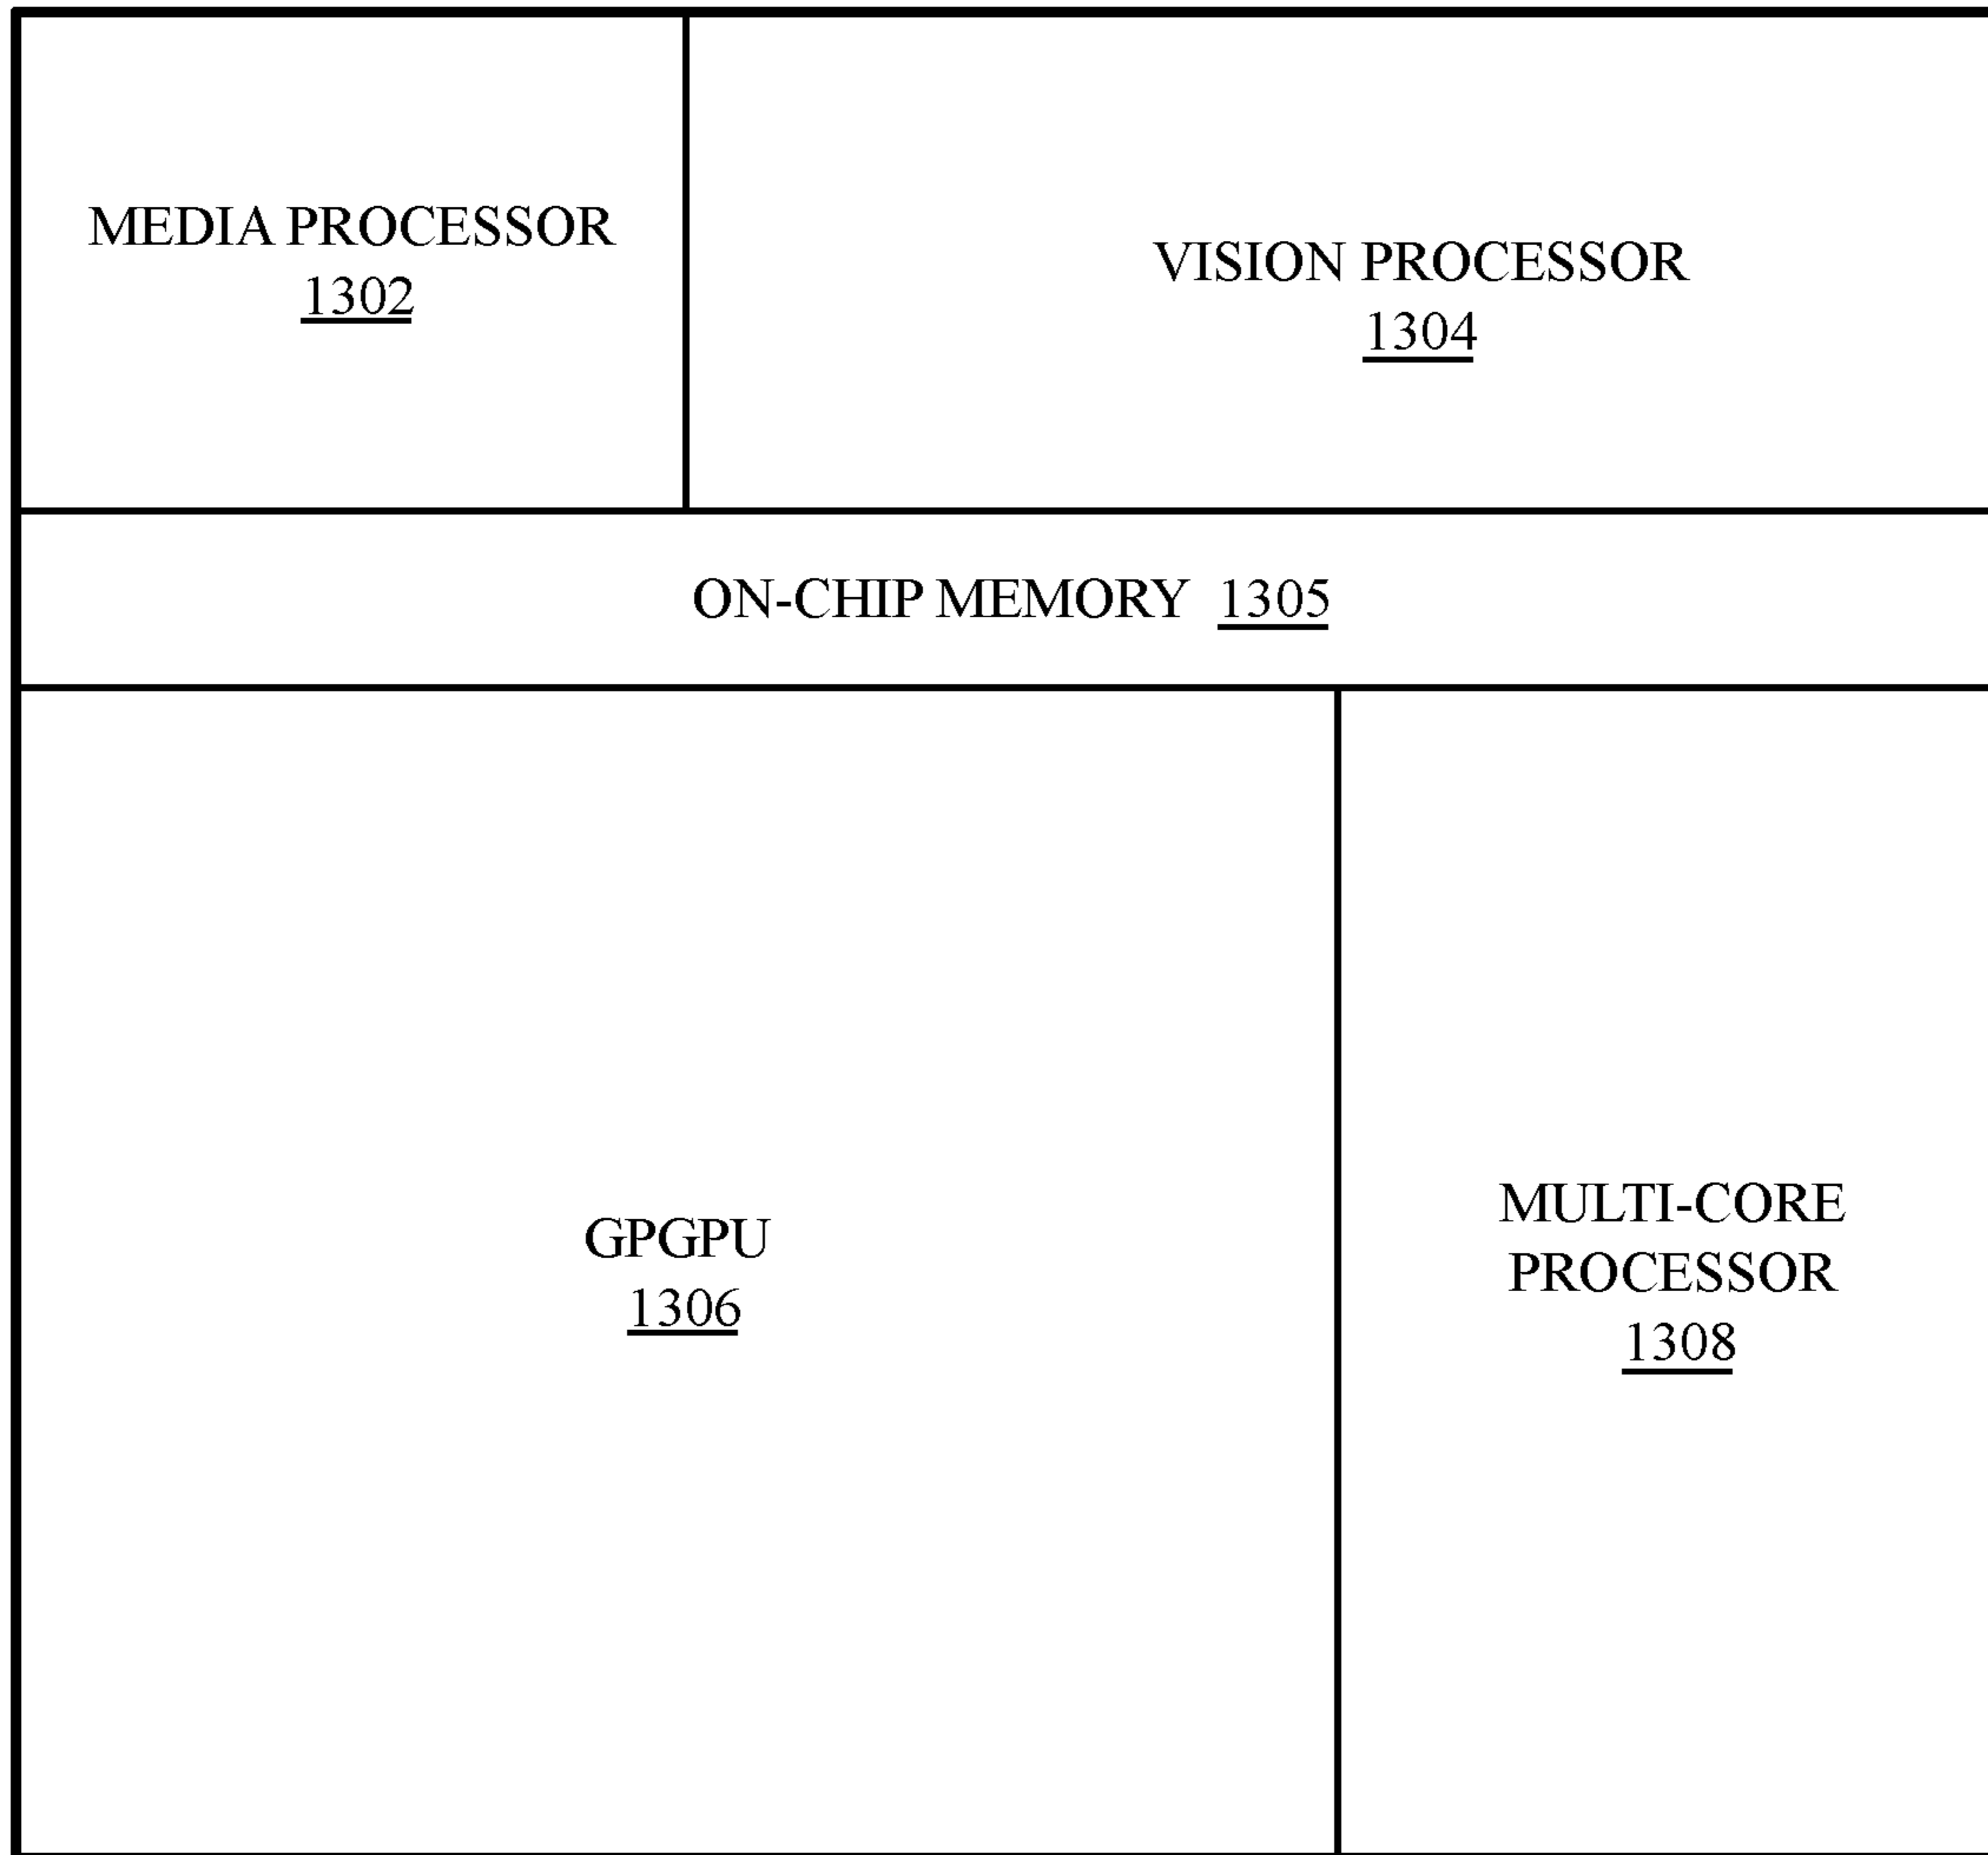 MEDIA PROCESSOR
1302
VISION PROCESSOR
1304
ON-CHIP MEMORY 1305
GPGPU
1306
MULTI-CORE
PROCESSOR
1308